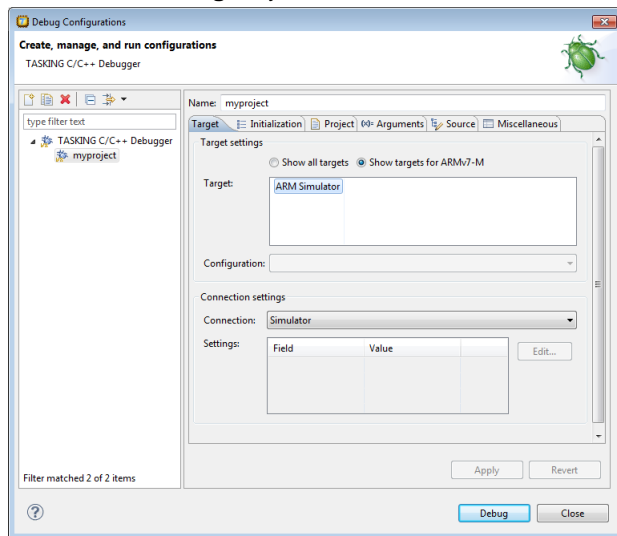 Debug Configurations
Create, manage, and run configurations
TASKING C/C++ Debugger
type filter text
TASKING C/C++ Debugger
myproject
Filter matched 2 of 2 items
Name: myproject
Target Initialization Project (x)= Arguments Source Miscellaneous
Target settings
Show all targets Show targets for ARMv7-M
Target: ARM Simulator
Configuration:
Connection settings
Connection: Simulator
Settings: Field Value Edit...
Apply Revert
? Debug Close